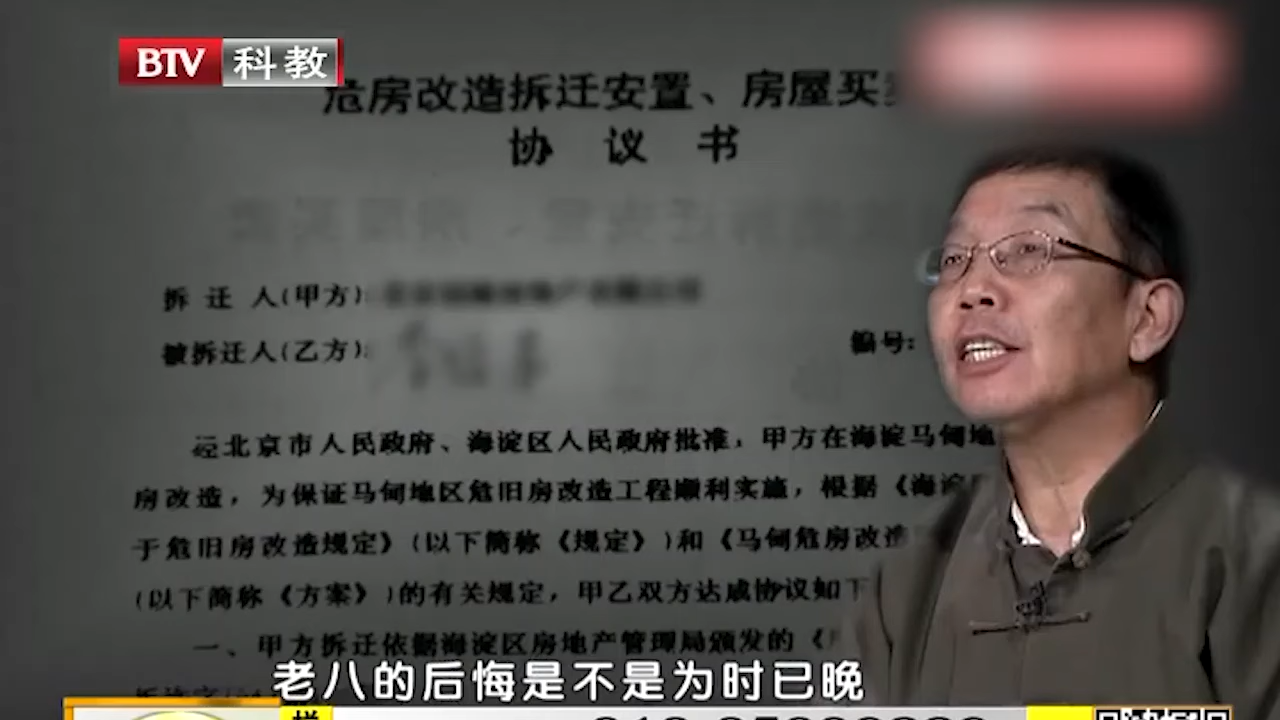 BTV 科教
危房改造拆迁安置、房屋买
协 议 书
拆 迁 人(甲方):
被拆迁人(乙方):
编号:
经北京市人民政府、海淀区人民政府批准,甲方在海淀马甸地
房改造,为保证马甸地区危旧房改造工程顺利实施,根据《海淀
于危旧房改造规定》(以下简称《规定》)和《马甸危房改造
(以下简称《方案》)的有关规定,甲乙双方达成协议如下
一、甲方拆迁依据海淀区房地产管理局颁发的《
老八的后悔是不是为时已晚